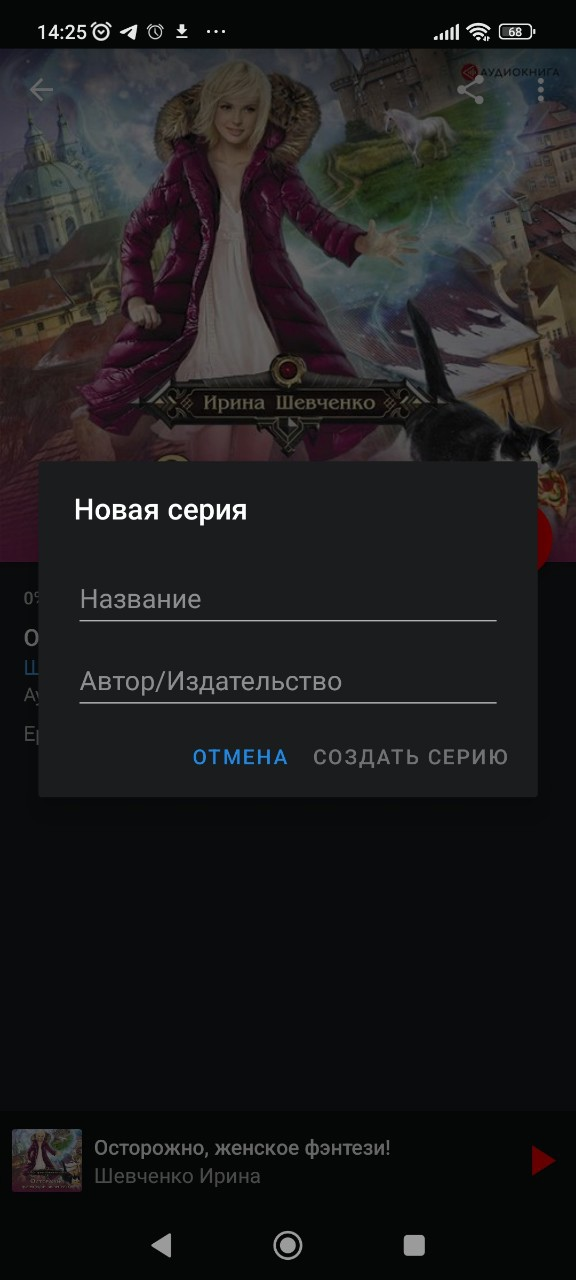 14:25
68
АУДИОКНИГА
Ирина Шевченко
Новая серия
Название
Автор/Издательство
ОТМЕНА СОЗДАТЬ СЕРИЮ
Осторожно, женское фэнтези!
Шевченко Ирина